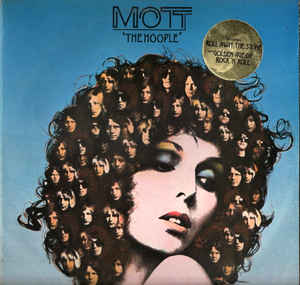 MOTT
'THE HOOPLE'
ROLL AWAY THE STONE
GOLDEN AGE OF
ROCK 'N' ROLL